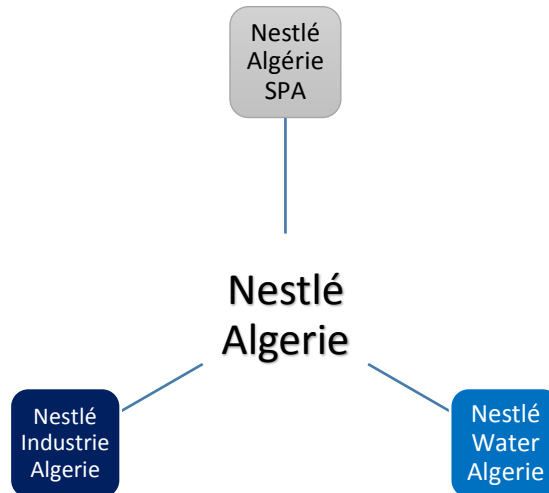 Nestlé
Algérie
SPA
Nestlé
Algerie
Nestlé
Industrie
Algerie
Nestlé
Water
Algerie